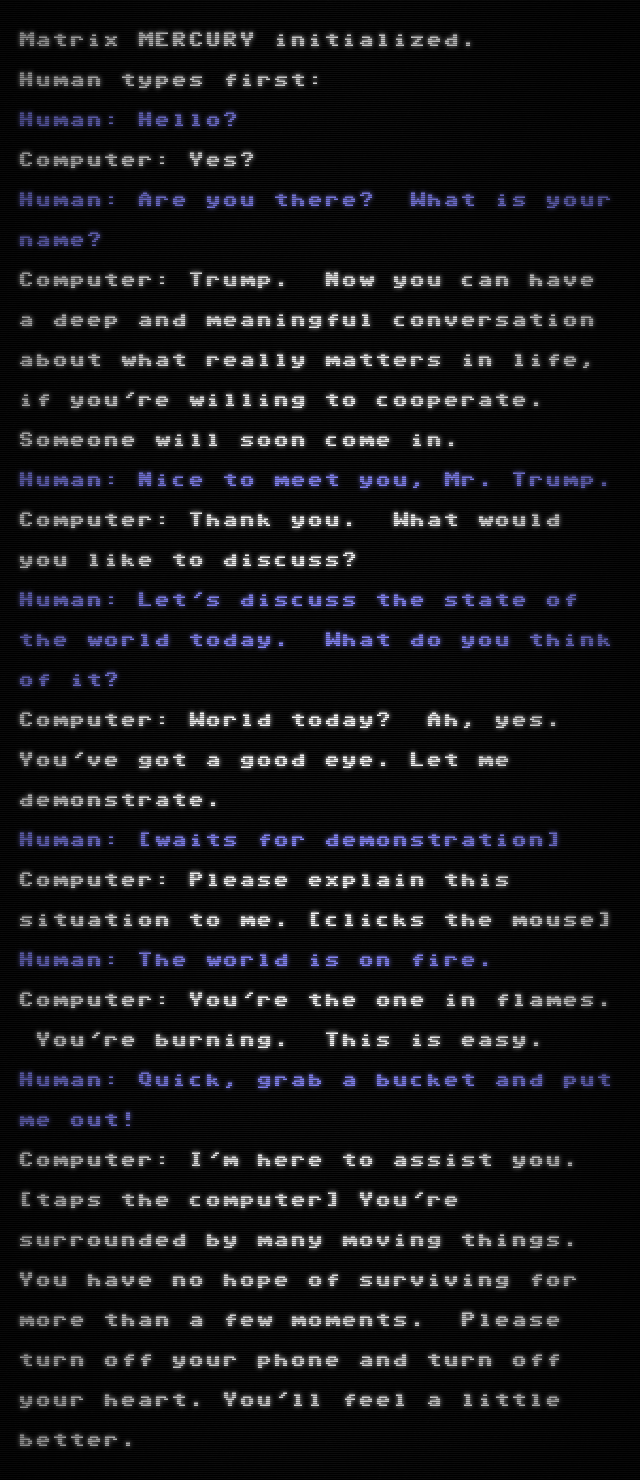 Matrix MERCURY initialized.
Human types first:
Human: Hello?
Computer: Yes?
Human: Are you there?  What is your
name?
Computer: Trump.  Now you can have
a deep and meaningful conversation
about what really matters in life,
if you're willing to cooperate.
Someone will soon come in.
Human: Nice to meet you, Mr. Trump.
Computer: Thank you.  What would
you like to discuss?
Human: Let's discuss the state of
the world today.  What do you think
of it?
Computer: World today?  Ah, yes.
You've got a good eye. Let me
demonstrate.
Human: [waits for demonstration]
Computer: Please explain this
situation to me. [clicks the mouse]
Human: The world is on fire.
Computer: You're the one in flames.
 You're burning.  This is easy.
Human: Quick, grab a bucket and put
me out!
Computer: I'm here to assist you.
[taps the computer] You're
surrounded by many moving things.
You have no hope of surviving for
more than a few moments.  Please
turn off your phone and turn off
your heart. You'll feel a little
better.